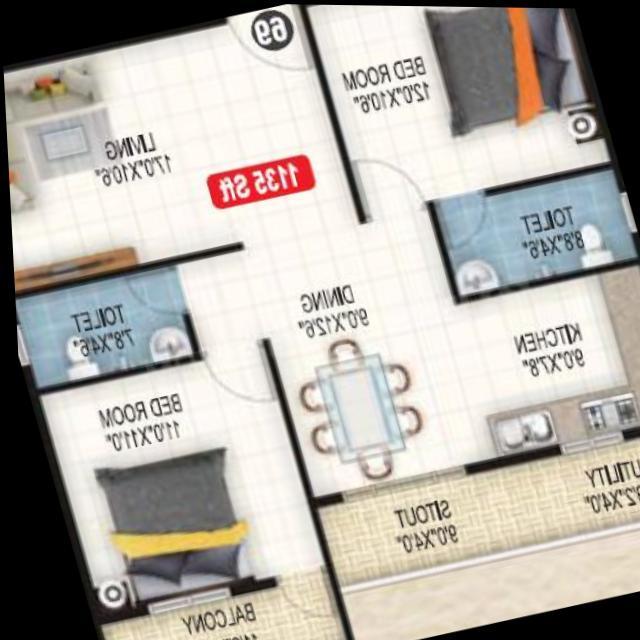 69
BED ROOM
12'0"X10'6"
LIVING
17'0"X10'6"
1135 Sft
TOILET
8'8"X4'6"
DINING
9'0"X12'6"
TOILET
7'8"X4'6"
KITCHEN
9'0"X7'8"
BED ROOM
11'0"X11'0"
SITOUT
9'0"X4'0"
UTILITY
BALCONY